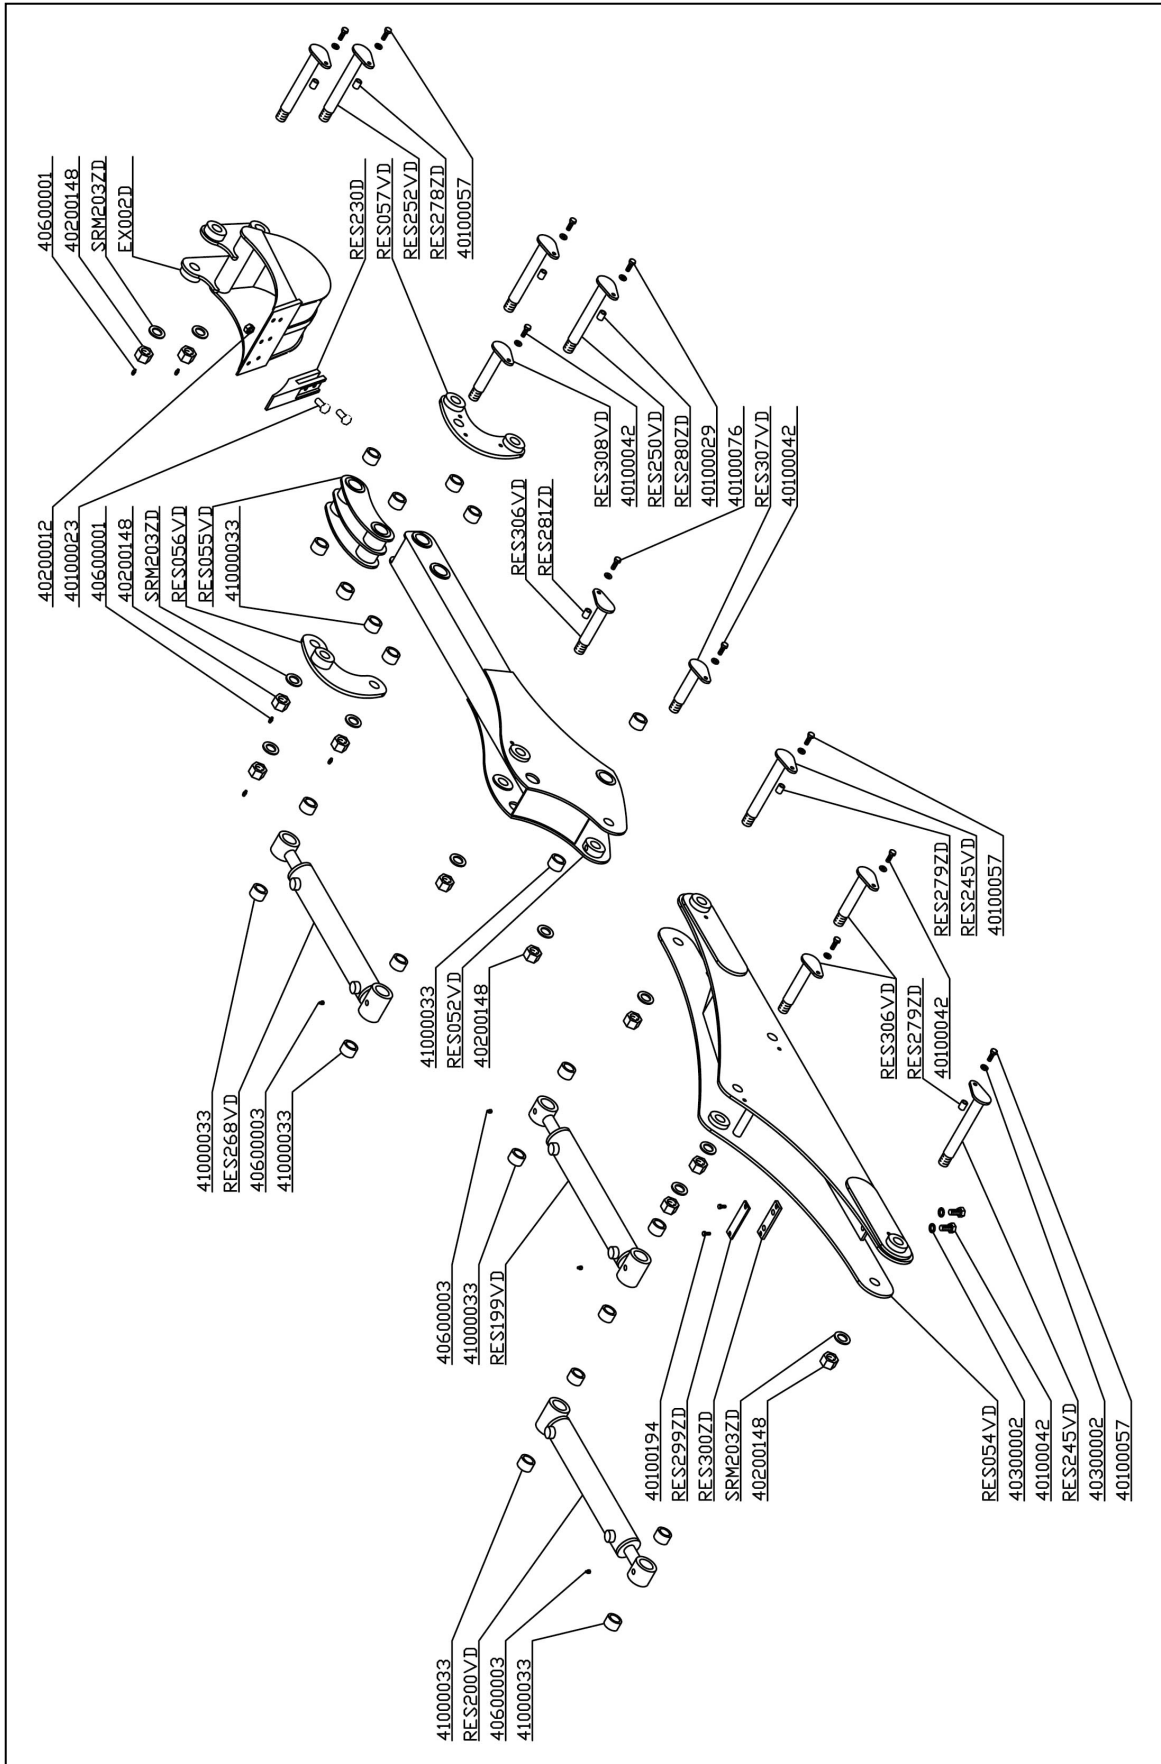 40600001
40200148
SRM203ZD
EX002D
RES230D
RES057VD
RES252VD
RES278ZD
40100057
40200012
40100023
40600001
40200148
SRM203ZD
RES056VD
RES055VD
41000033
RES308VD
40100042
RES250VD
RES280ZD
40100029
40100076
RES307VD
40100042
RES306VD
RES281ZD
41000033
RES268VD
40600003
41000033
41000033
RES052VD
40200148
RES279ZD
RES245VD
40100057
RES306VD
RES279ZD
40100042
40600003
41000033
RES199VD
40100194
RES299ZD
RES300ZD
SRM203ZD
40200148
RES054VD
40300002
40100042
RES245VD
40300002
40100057
41000033
RES200VD
40600003
41000033